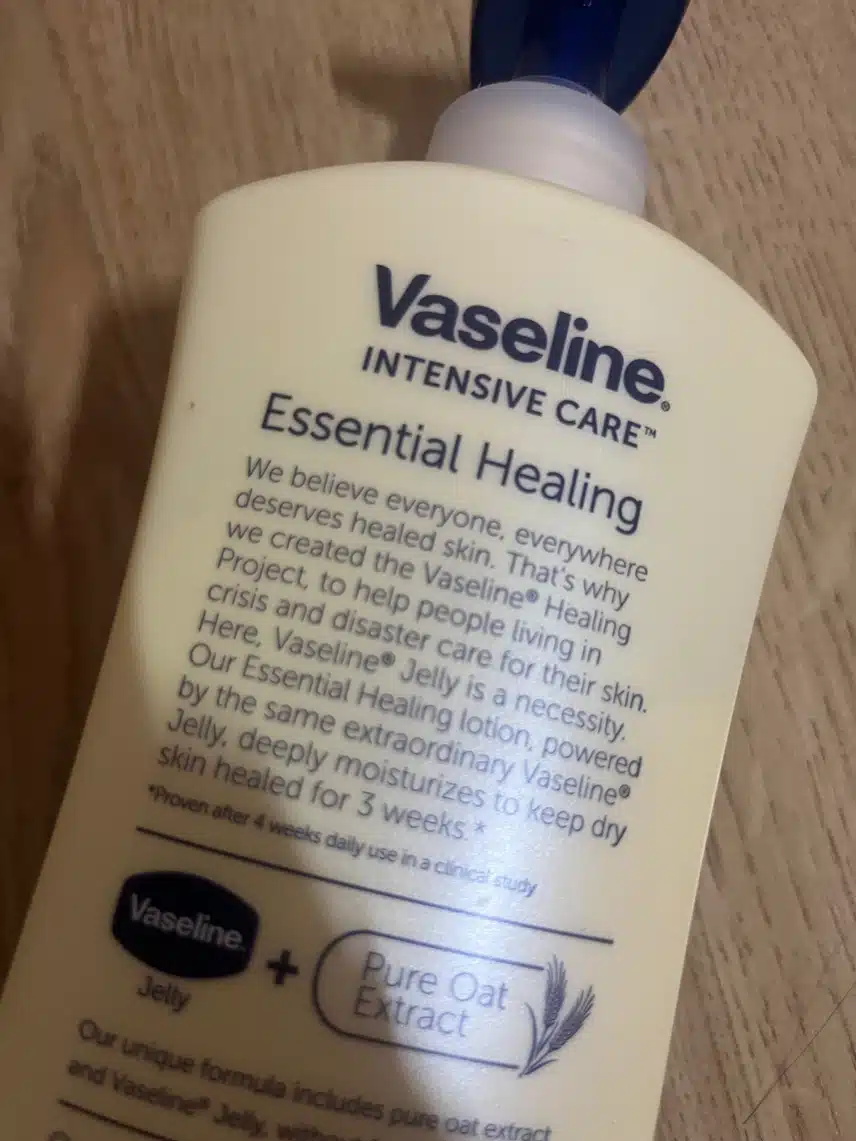 Vaseline®
INTENSIVE CARE™
Essential Healing
We believe everyone, everywhere
deserves healed skin. That's why
we created the Vaseline® Healing
Project, to help people living in
crisis and disaster care for their skin.
Here, Vaseline® Jelly is a necessity.
Our Essential Healing lotion, powered
by the same extraordinary Vaseline®
Jelly, deeply moisturizes to keep dry
skin healed for 3 weeks.*
*Proven after 4 weeks daily use in a clinical study
Vaseline
Jelly
+
Pure Oat
Extract
Our unique formula includes pure oat extract
and Vaseline® Jelly,